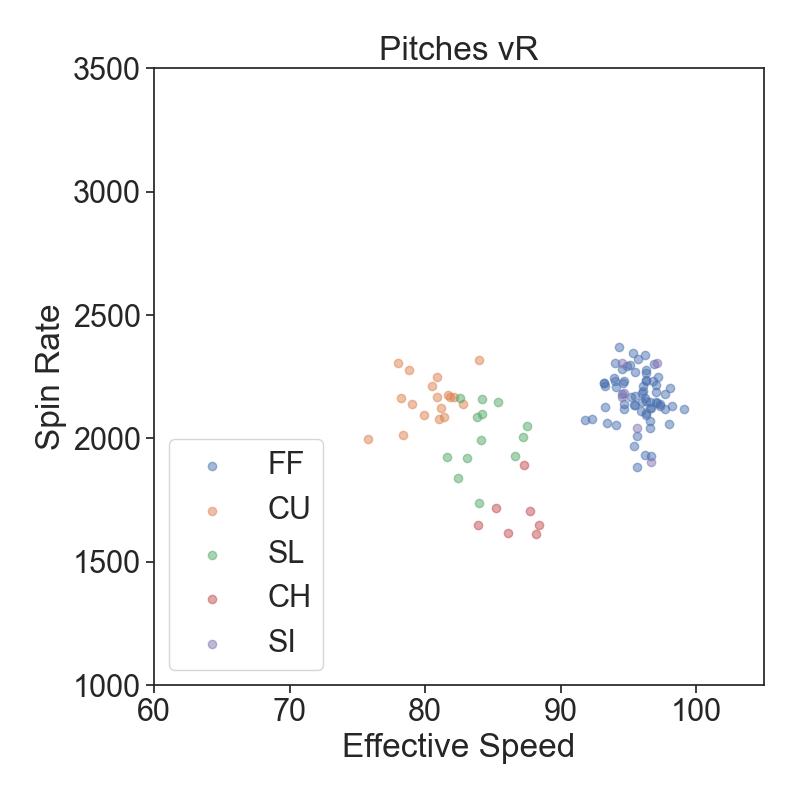 Pitches vR
3500
3000
2500
2000
1500
1000
Spin Rate
FF
CU
SL
CH
SI
60 70 80 90 100
Effective Speed